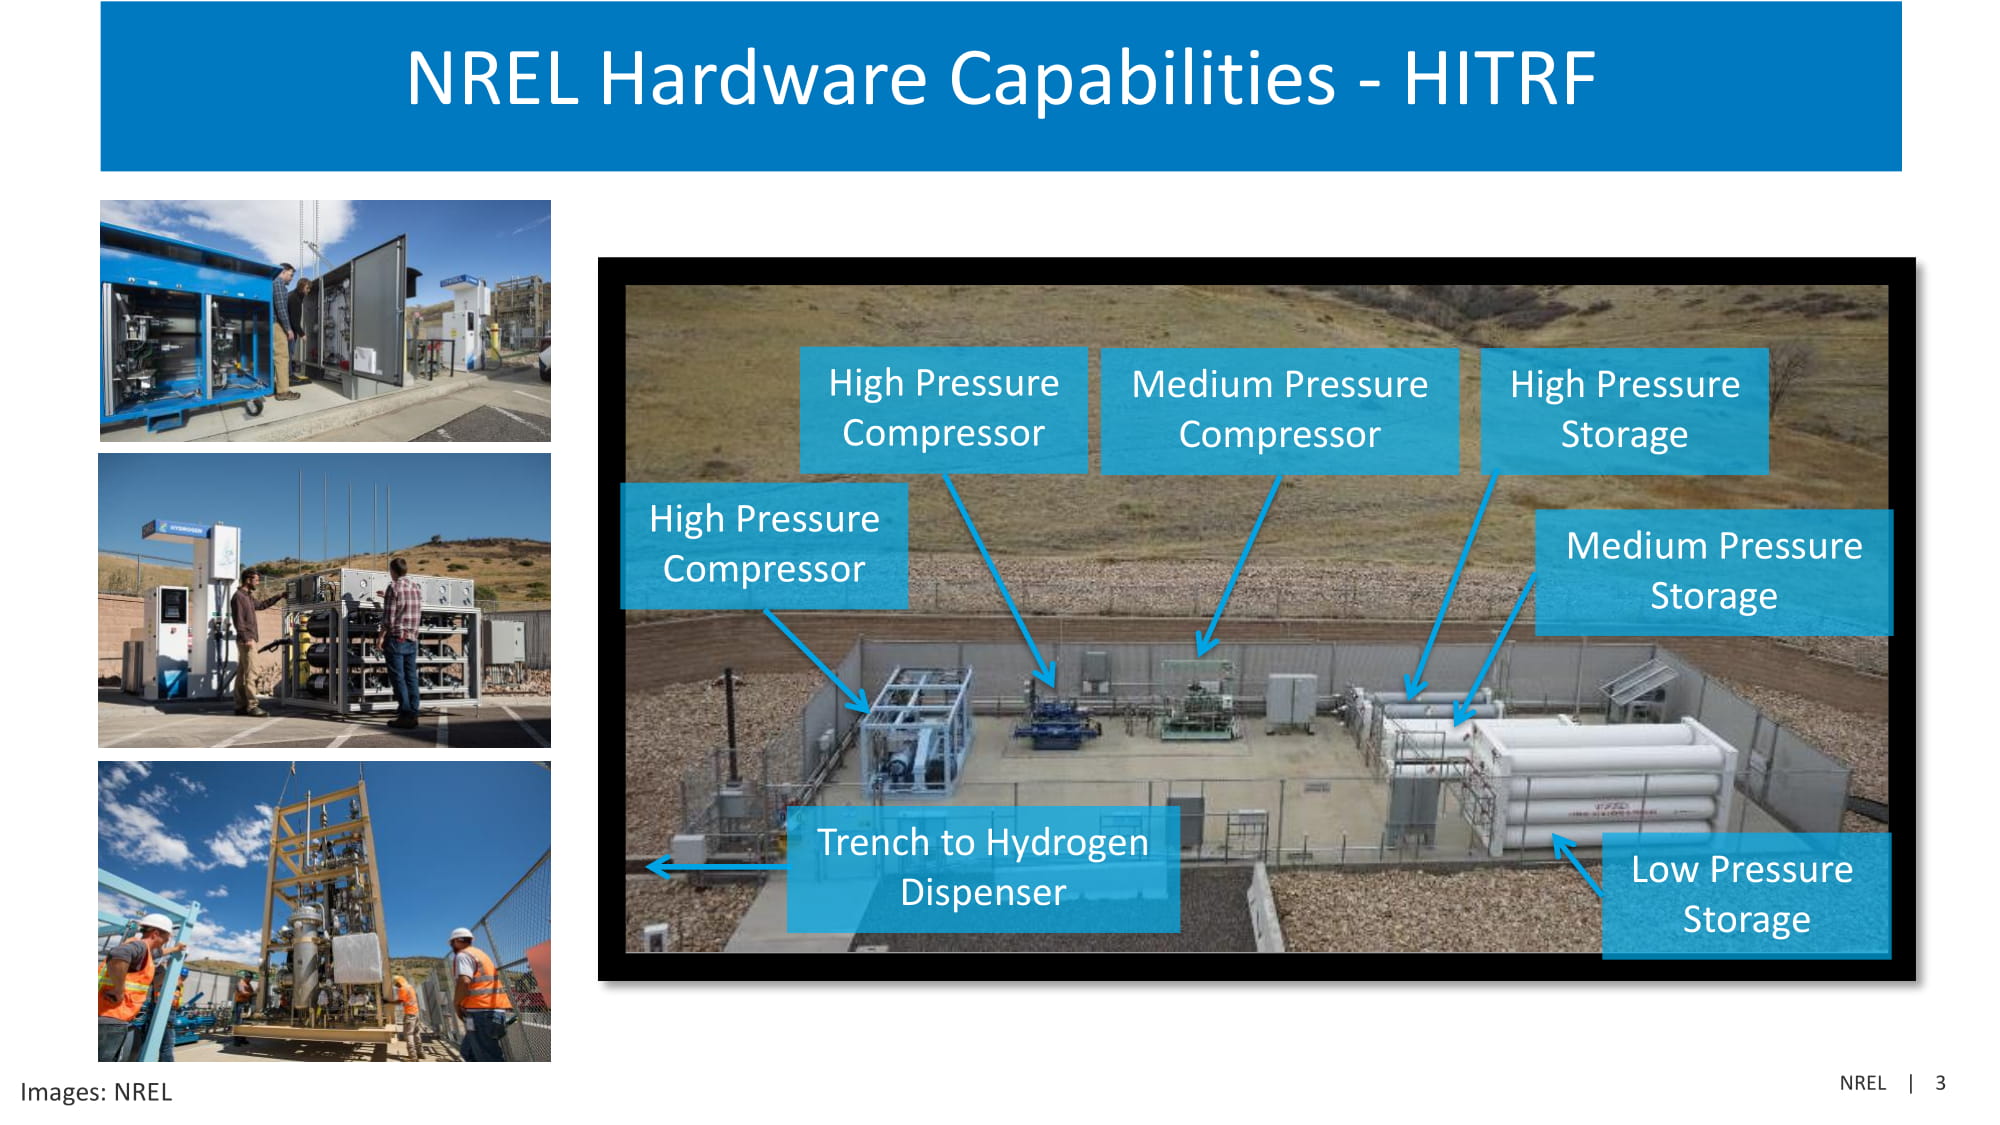 NREL Hardware Capabilities - HITRF
HYDROGEN
High Pressure
Compressor
Medium Pressure
Compressor
High Pressure
Storage
High Pressure
Compressor
Medium Pressure
Storage
Trench to Hydrogen
Dispenser
Low Pressure
Storage
Images: NREL
NREL | 3